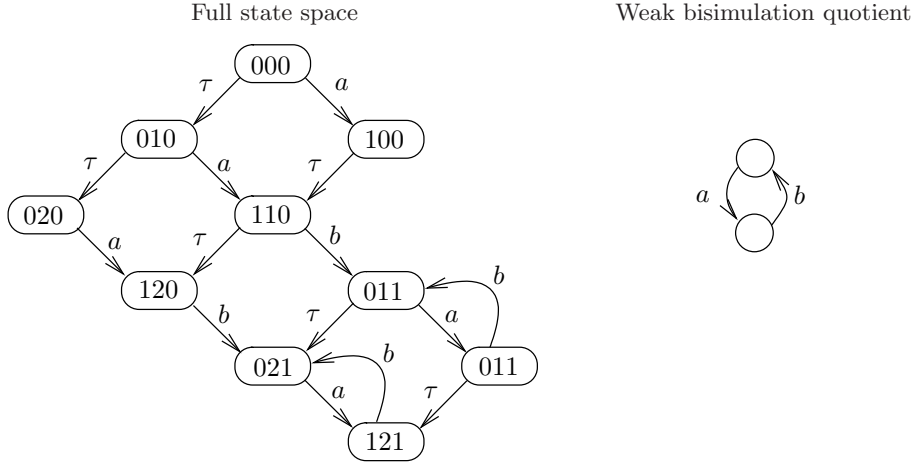 Full state space
Weak bisimulation quotient
000
τ
a
010
100
τ
a
τ
020
110
a
τ
b
a
b
120
011
b
b
τ
a
021
b
011
a
τ
121